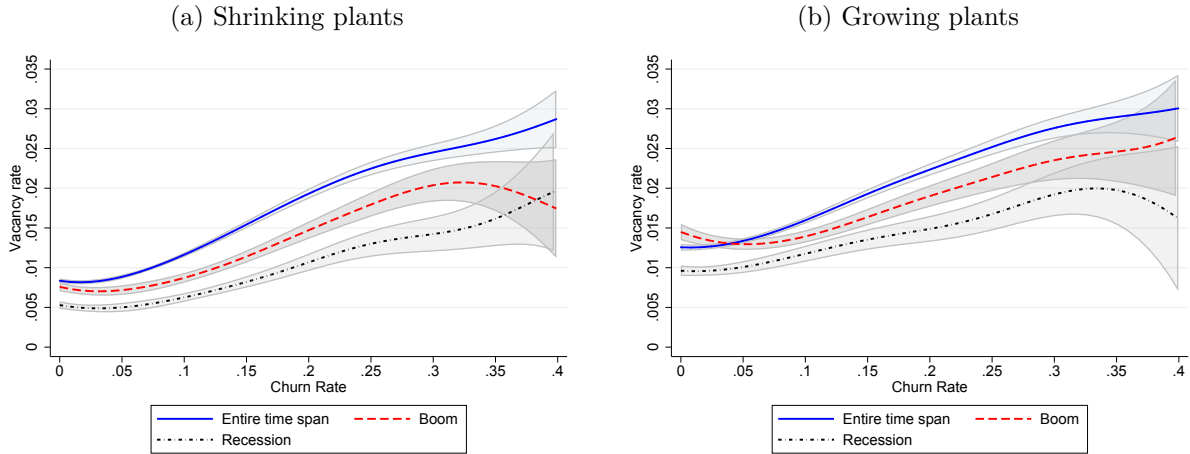 (a) Shrinking plants
Vacancy rate
.035
.03
.025
.02
.015
.01
.005
0
0 .05 .1 .15 .2 .25 .3 .35 .4
Churn Rate
Entire time span Boom
Recession
(b) Growing plants
Vacancy rate
.035
.03
.025
.02
.015
.01
.005
0
0 .05 .1 .15 .2 .25 .3 .35 .4
Churn Rate
Entire time span Boom
Recession